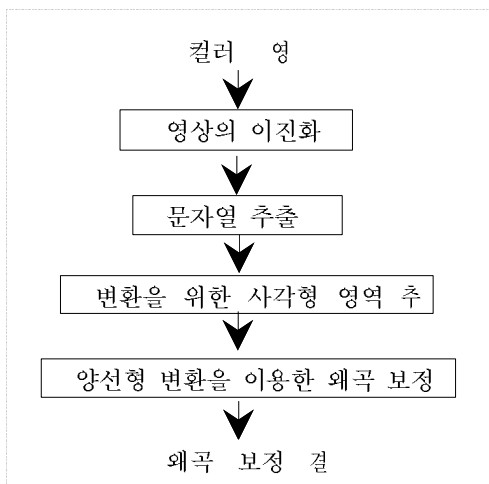 컬러 영
영상의 이진화
문자열 추출
변환을 위한 사각형 영역 추
양선형 변환을 이용한 왜곡 보정
왜곡 보정 결